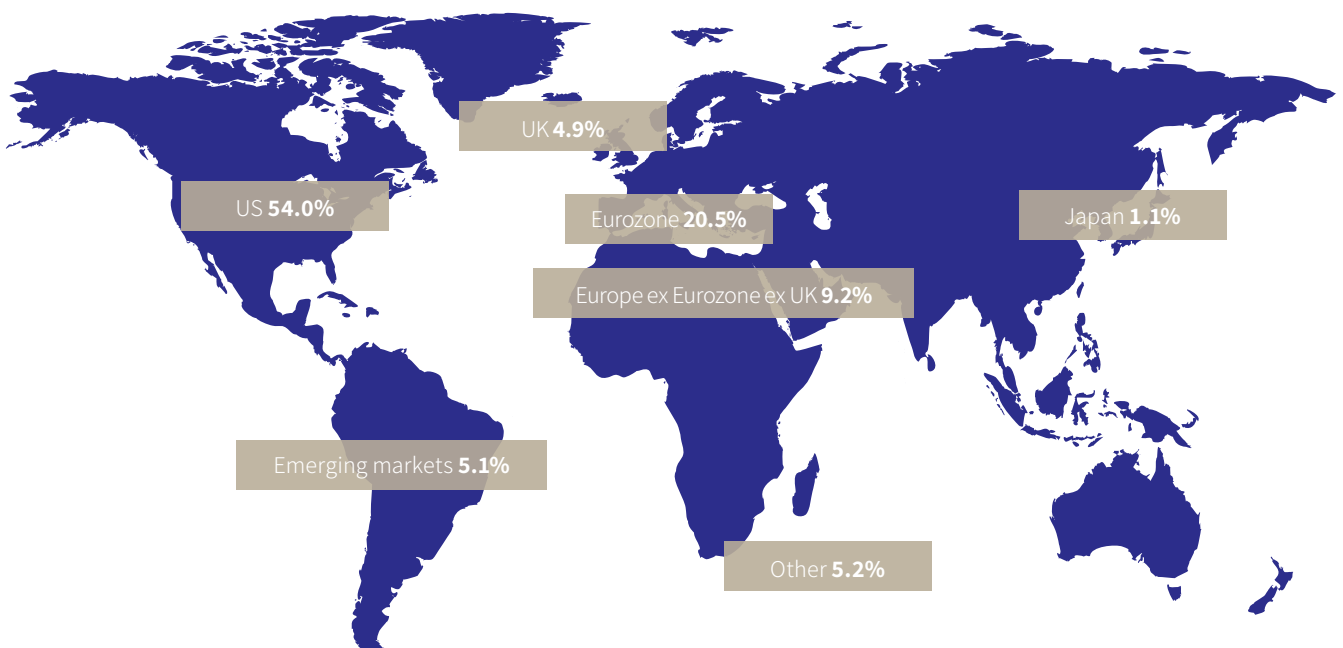 UK 4.9%
US 54.0%
Eurozone 20.5%
Japan 1.1%
Europe ex Eurozone ex UK 9.2%
Emerging markets 5.1%
Other 5.2%